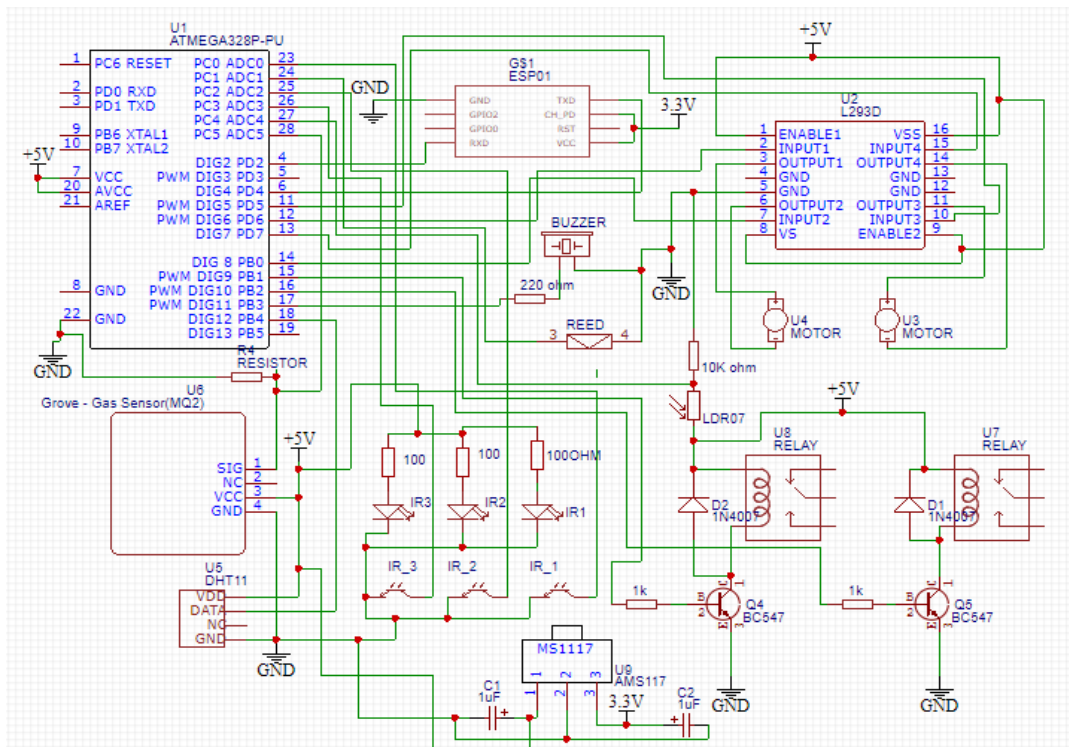 U1
ATMEGA328P-PU
1 PC6 RESET
2 PD0 RXD
3 PD1 TXD
9 PB6 XTAL1
10 PB7 XTAL2
+5V
7 VCC
20 AVCC
21 AREF
8 GND
22 GND
GND
PC0 ADC0 23
PC1 ADC1 24
PC2 ADC2 25
PC3 ADC3 26
PC4 ADC4 27
PC5 ADC5 28
DIG2 PD2 4
PWM DIG3 PD3 5
DIG4 PD4 6
PWM DIG5 PD5 11
PWM DIG6 PD6 12
DIG7 PD7 13
DIG 8 PB0 14
PWM DIG9 PB1 15
PWM DIG10 PB2 16
PWM DIG11 PB3 17
DIG12 PB4 18
DIG13 PB5 19
GND
G$1
ESP01
GND TXD
GPIO2 CH_PD
GPIO0 RST
RXD VCC
3.3V
+5V
U2
L293D
1 ENABLE1 VSS 16
2 INPUT1 INPUT4 15
3 OUTPUT1 OUTPUT4 14
4 GND GND 13
5 GND GND 12
6 OUTPUT2 OUTPUT3 11
7 INPUT2 INPUT3 10
8 VS ENABLE2 9
BUZZER
220 ohm
GND
REED
3 4
U4
MOTOR
U3
MOTOR
10K ohm
LDR07
R4
RESISTOR
U6
Grove - Gas Sensor(MQ2)
SIG 1
NC 2
VCC 3
GND 4
+5V
100
100
100OHM
IR3
IR2
IR1
IR_3
IR_2
IR_1
U5
DHT11
VDD
DATA
NC
GND
GND
+5V
U8
RELAY
U7
RELAY
D2
1N4007
D1
1N4007
1k
B
2
C
1
E
3
Q4
BC547
GND
1k
B
2
C
1
E
3
Q5
BC547
GND
MS1117
1 2 3
1 2 3
U9
AMS117
C1
1uF
+
3.3V
C2
1uF
+